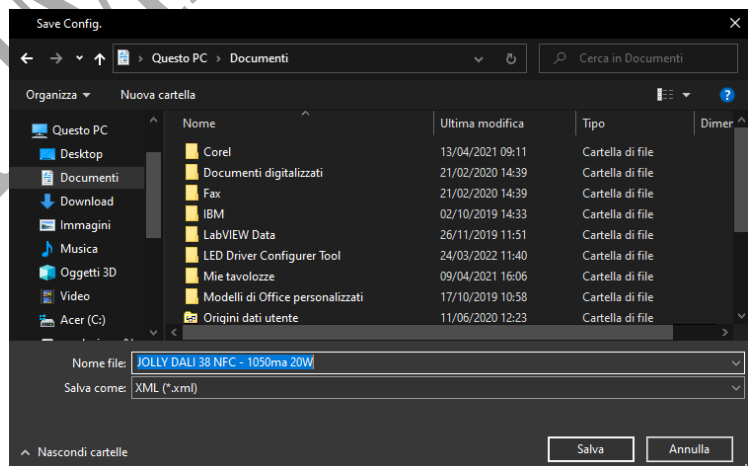 Save Config.
Questo PC > Documenti
Cerca in Documenti
Organizza
Nuova cartella
Nome Ultima modifica Tipo Dimer
Questo PC
Desktop
Documenti
Download
Immagini
Musica
Oggetti 3D
Video
Acer (C:)
Corel 13/04/2021 09:11 Cartella di file
Documenti digitalizzati 21/02/2020 14:39 Cartella di file
Fax 21/02/2020 14:39 Cartella di file
IBM 02/10/2019 14:33 Cartella di file
LabVIEW Data 26/11/2019 11:51 Cartella di file
LED Driver Configurer Tool 24/03/2022 11:40 Cartella di file
Mie tavolozze 09/04/2021 16:06 Cartella di file
Modelli di Office personalizzati 17/10/2019 10:58 Cartella di file
Origini dati utente 11/06/2020 12:23 Cartella di file
Nome file: JOLLY DALI 38 NFC - 1050ma 20W
Salva come: XML (*.xml)
Nascondi cartelle
Salva
Annulla